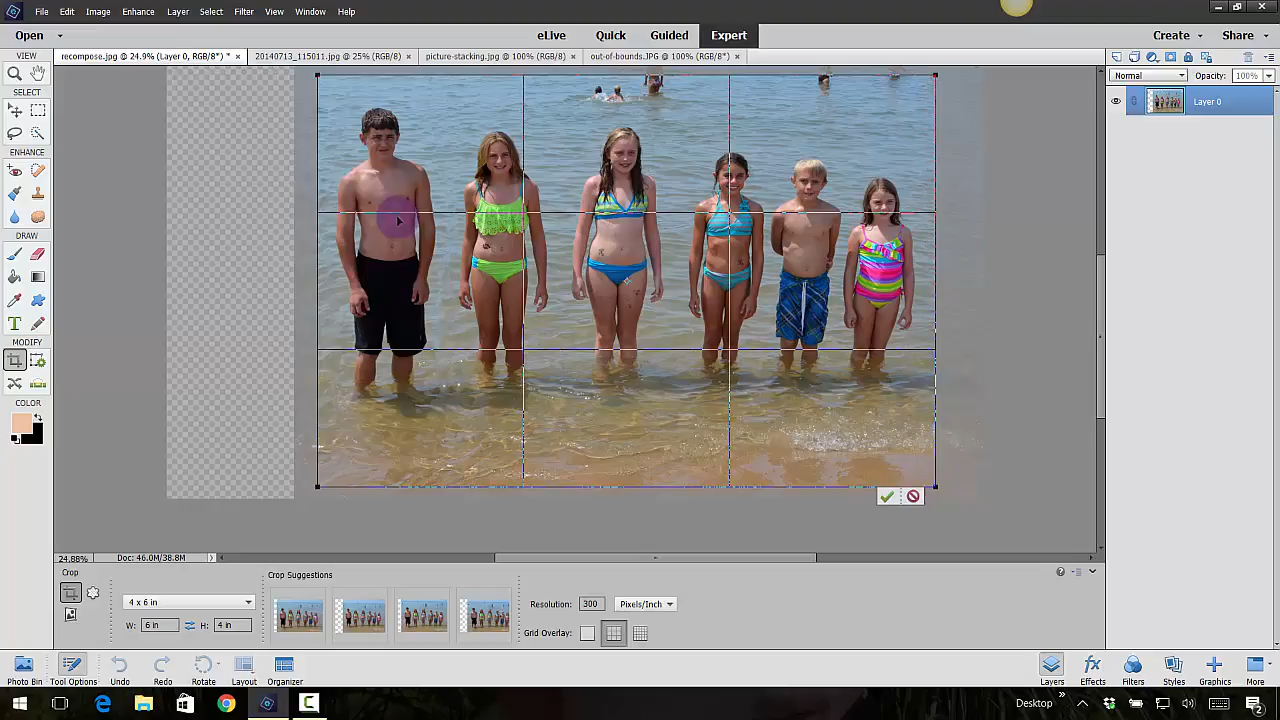 File Edit Image Enhance Layer Select Filter View Window Help
Open eLive Quick Guided Expert Create Share
recompose.jpg @ 24.9% (Layer 0, RGB/8*) * × 20140713_115011.jpg @ 25% (RGB/8) × picture-stacking.jpg @ 100% (RGB/8) × out-of-bounds.JPG @ 100% (RGB/8*) ×
VIEW
SELECT
ENHANCE
DRAW
MODIFY
COLOR
Normal Opacity: 100%
Layer 0
24.88% Doc: 46.0M/38.8M
Crop
4 x 6 in
W: 6 in H: 4 in
Crop Suggestions
Resolution: 300 Pixels/Inch
Grid Overlay:
Photo Bin Tool Options Undo Redo Rotate Layout Organizer Layers Effects Filters Styles Graphics More
Desktop
2